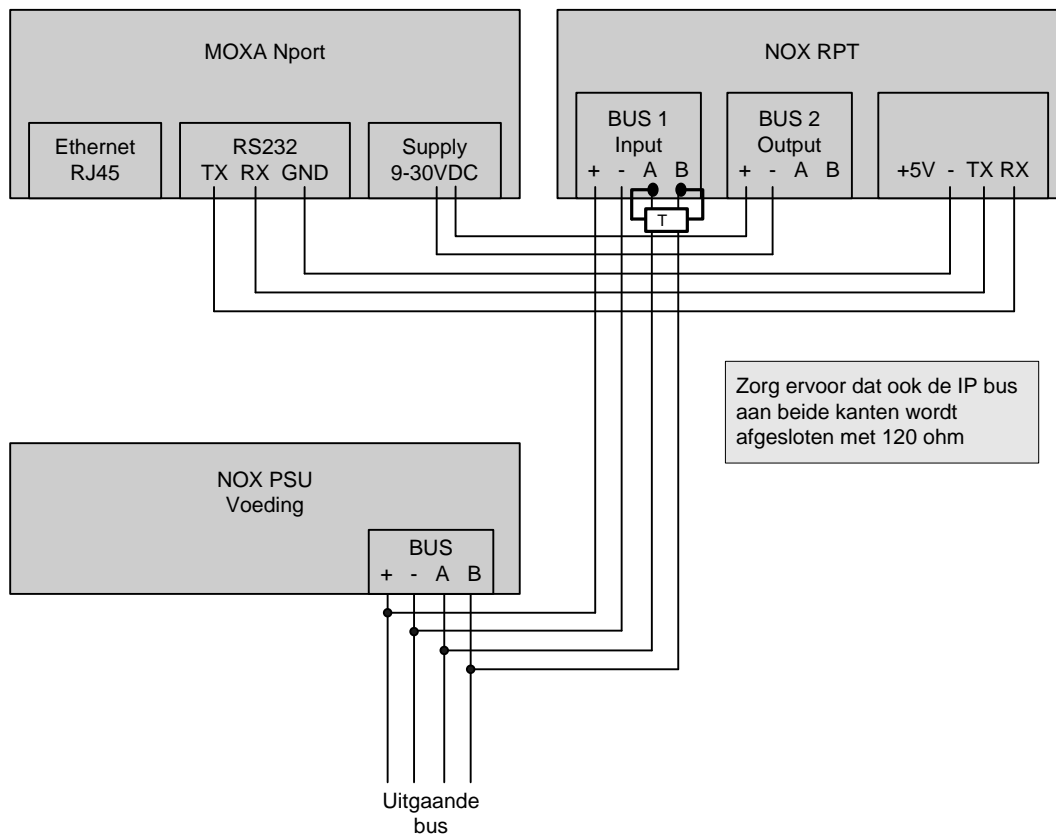 MOXA Nport
Ethernet
RJ45
RS232
TX RX GND
Supply
9-30VDC
NOX RPT
BUS 1
Input
+ - A B
BUS 2
Output
+ - A B
+5V - TX RX
T
Zorg ervoor dat ook de IP bus
aan beide kanten wordt
afgesloten met 120 ohm
NOX PSU
Voeding
BUS
+ - A B
Uitgaande
bus